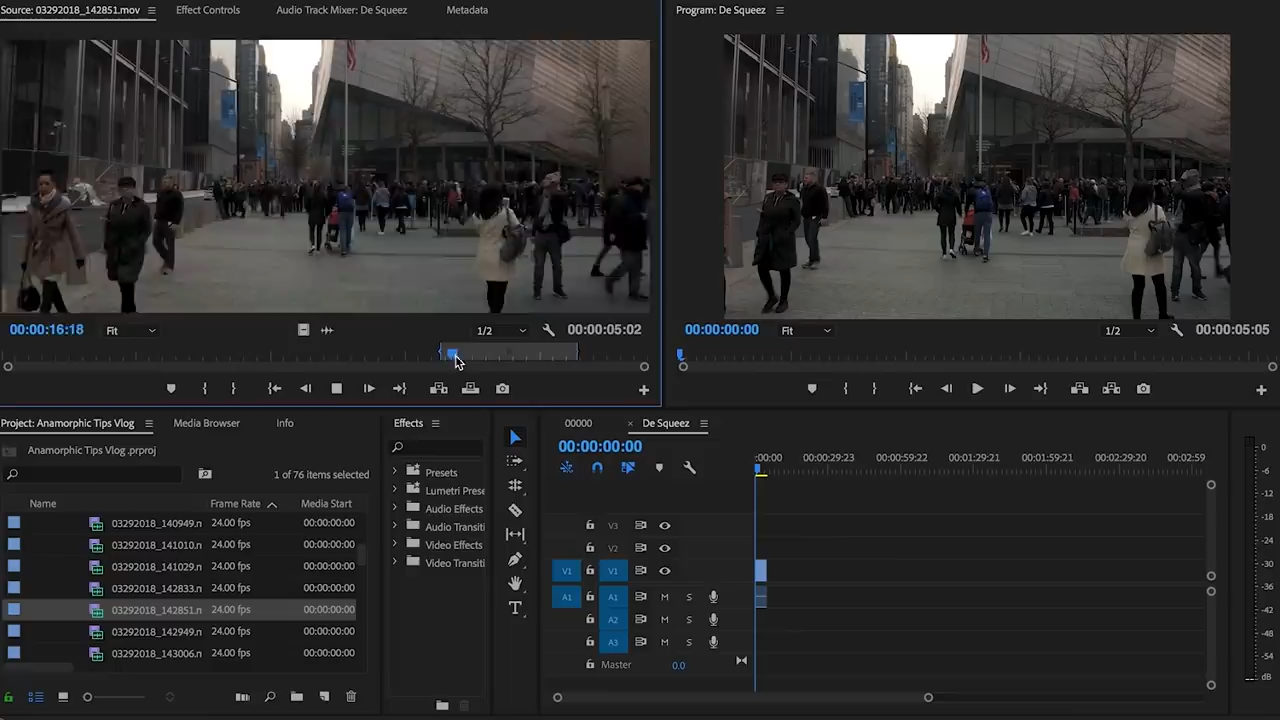 Source: 03292018_142851.mov
Effect Controls
Audio Track Mixer: De Squeez
Metadata
Program: De Squeez
00:00:16:18
Fit
1/2
00:00:05:02
00:00:00:00
Fit
1/2
00:00:05:05
Project: Anamorphic Tips Vlog
Media Browser
Info
Effects
00000
× De Squeez
Anamorphic Tips Vlog .prproj
00:00:00:00
1 of 76 items selected
:00:00
00:00:29:23
00:00:59:22
00:01:29:21
00:01:59:21
00:02:29:20
00:02:59
Name
Frame Rate
Media Start
03292018_140949.n
24.00 fps
00:00:00:00
03292018_141010.n
24.00 fps
00:00:00:00
03292018_141029.n
24.00 fps
00:00:00:00
03292018_142833.n
24.00 fps
00:00:00:00
03292018_142851.n
24.00 fps
00:00:00:00
03292018_142949.n
24.00 fps
00:00:00:00
03292018_143006.n
24.00 fps
00:00:00:00
Presets
Lumetri Prese
Audio Effects
Audio Transiti
Video Effects
Video Transiti
T
V3
V2
V1 V1
A1 A1 M S
A2 M S
A3 M S
Master
0.0
0
-6
-12
-18
-24
-30
-36
-42
-48
-54
dB